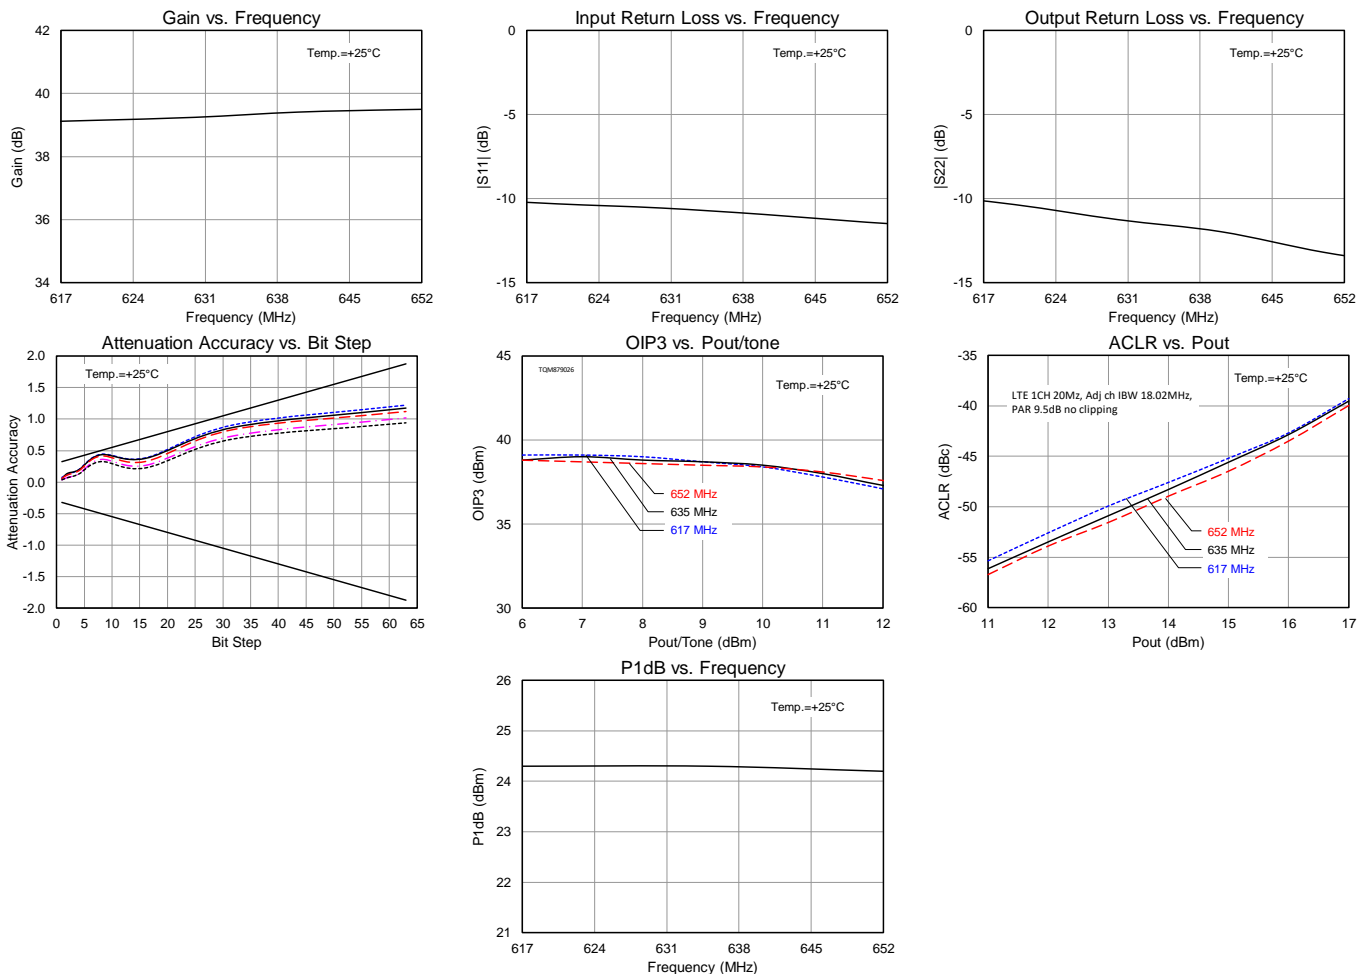 Gain vs. Frequency
42
40
38
36
34
Gain (dB)
Temp.=+25°C
617 624 631 638 645 652
Frequency (MHz)
Input Return Loss vs. Frequency
0
-5
-10
-15
|S11| (dB)
Temp.=+25°C
617 624 631 638 645 652
Frequency (MHz)
Output Return Loss vs. Frequency
0
-5
-10
-15
|S22| (dB)
Temp.=+25°C
617 624 631 638 645 652
Frequency (MHz)
Attenuation Accuracy vs. Bit Step
2.0
1.5
1.0
0.5
0.0
-0.5
-1.0
-1.5
-2.0
Attenuation Accuracy
Temp.=+25°C
0 5 10 15 20 25 30 35 40 45 50 55 60 65
Bit Step
OIP3 vs. Pout/tone
45
40
35
30
OIP3 (dBm)
TQM879026
Temp.=+25°C
652 MHz
635 MHz
617 MHz
6 7 8 9 10 11 12
Pout/Tone (dBm)
ACLR vs. Pout
-35
-40
-45
-50
-55
-60
ACLR (dBc)
Temp.=+25°C
LTE 1CH 20Mz, Adj ch IBW 18.02MHz,
PAR 9.5dB no clipping
652 MHz
635 MHz
617 MHz
11 12 13 14 15 16 17
Pout (dBm)
P1dB vs. Frequency
26
25
24
23
22
21
P1dB (dBm)
Temp.=+25°C
617 624 631 638 645 652
Frequency (MHz)